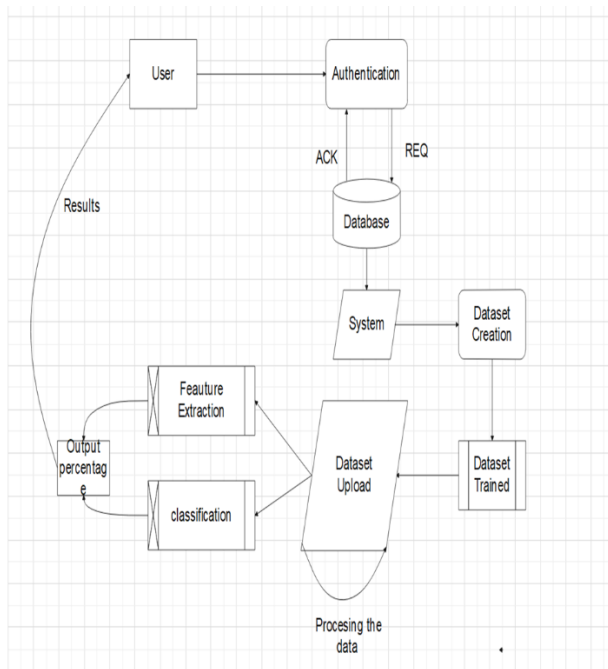 User
Authentication
ACK
REQ
Results
Database
System
Dataset
Creation
Feauture
Extraction
Output
percentag
e
Dataset
Upload
Dataset
Trained
classification
Procesing the
data